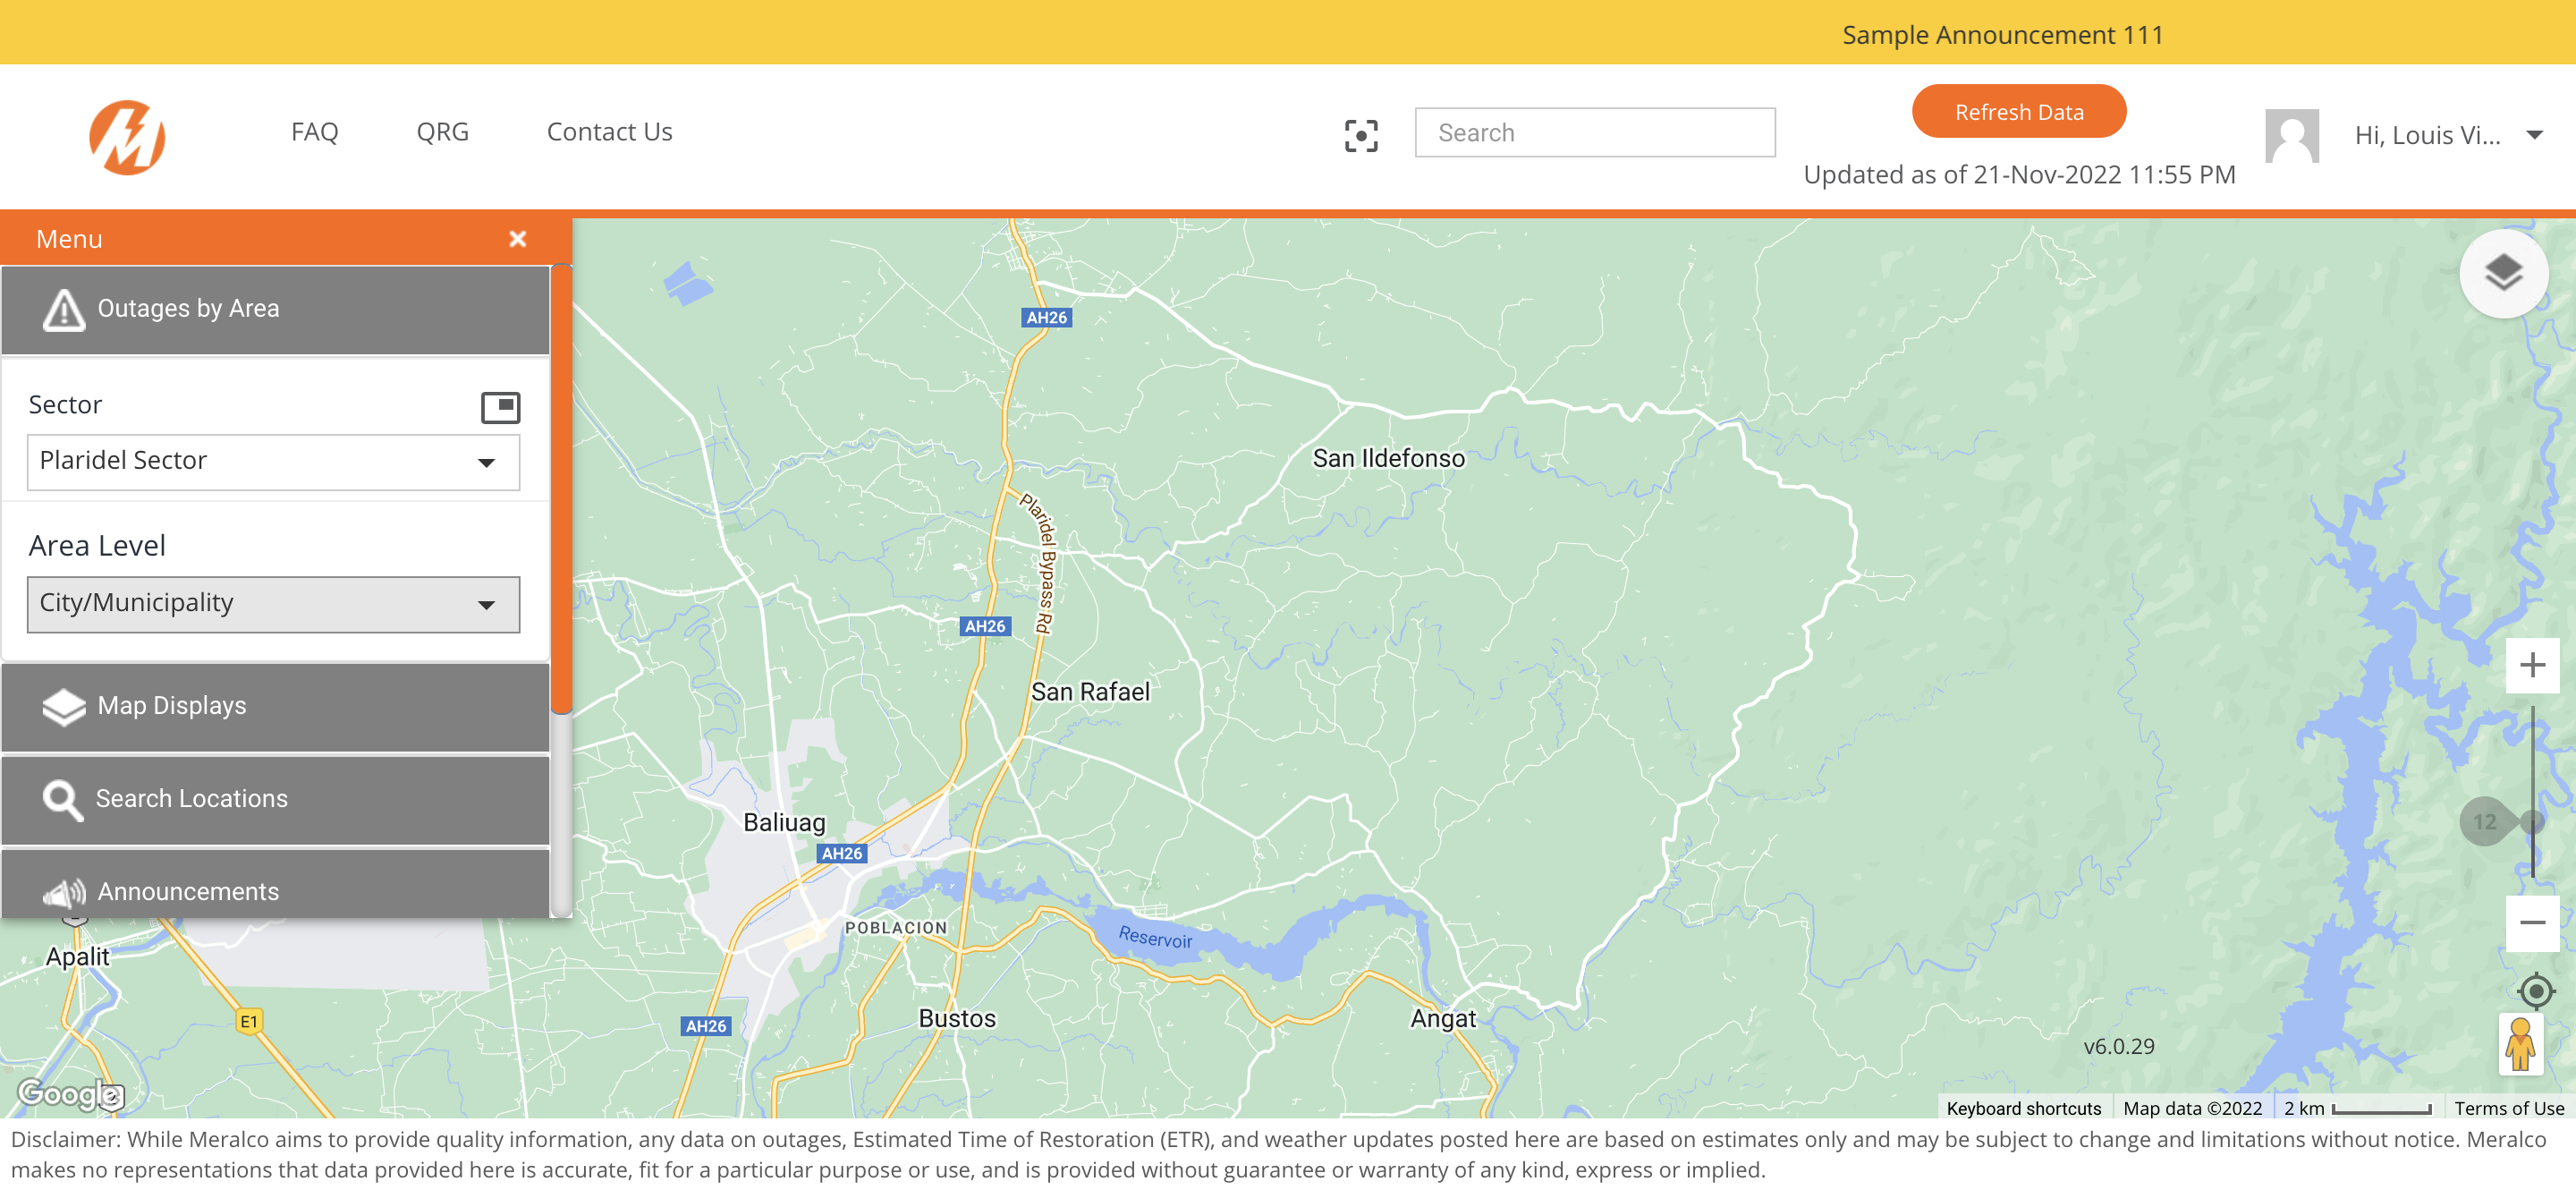 Sample Announcement 111
FAQ
QRG
Contact Us
Search
Refresh Data
Updated as of 21-Nov-2022 11:55 PM
Hi, Louis Vi...
Menu
Outages by Area
Sector
Plaridel Sector
Area Level
City/Municipality
Map Displays
Search Locations
Announcements
AH26
San Ildefonso
Plaridel Bypass Rd
AH26
San Rafael
Baliuag
AH26
12
POBLACION
Reservoir
Apalit
E1
AH26
Bustos
Angat
v6.0.29
Google
Keyboard shortcuts
Map data ©2022
2 km
Terms of Use
Disclaimer: While Meralco aims to provide quality information, any data on outages, Estimated Time of Restoration (ETR), and weather updates posted here are based on estimates only and may be subject to change and limitations without notice. Meralco
makes no representations that data provided here is accurate, fit for a particular purpose or use, and is provided without guarantee or warranty of any kind, express or implied.